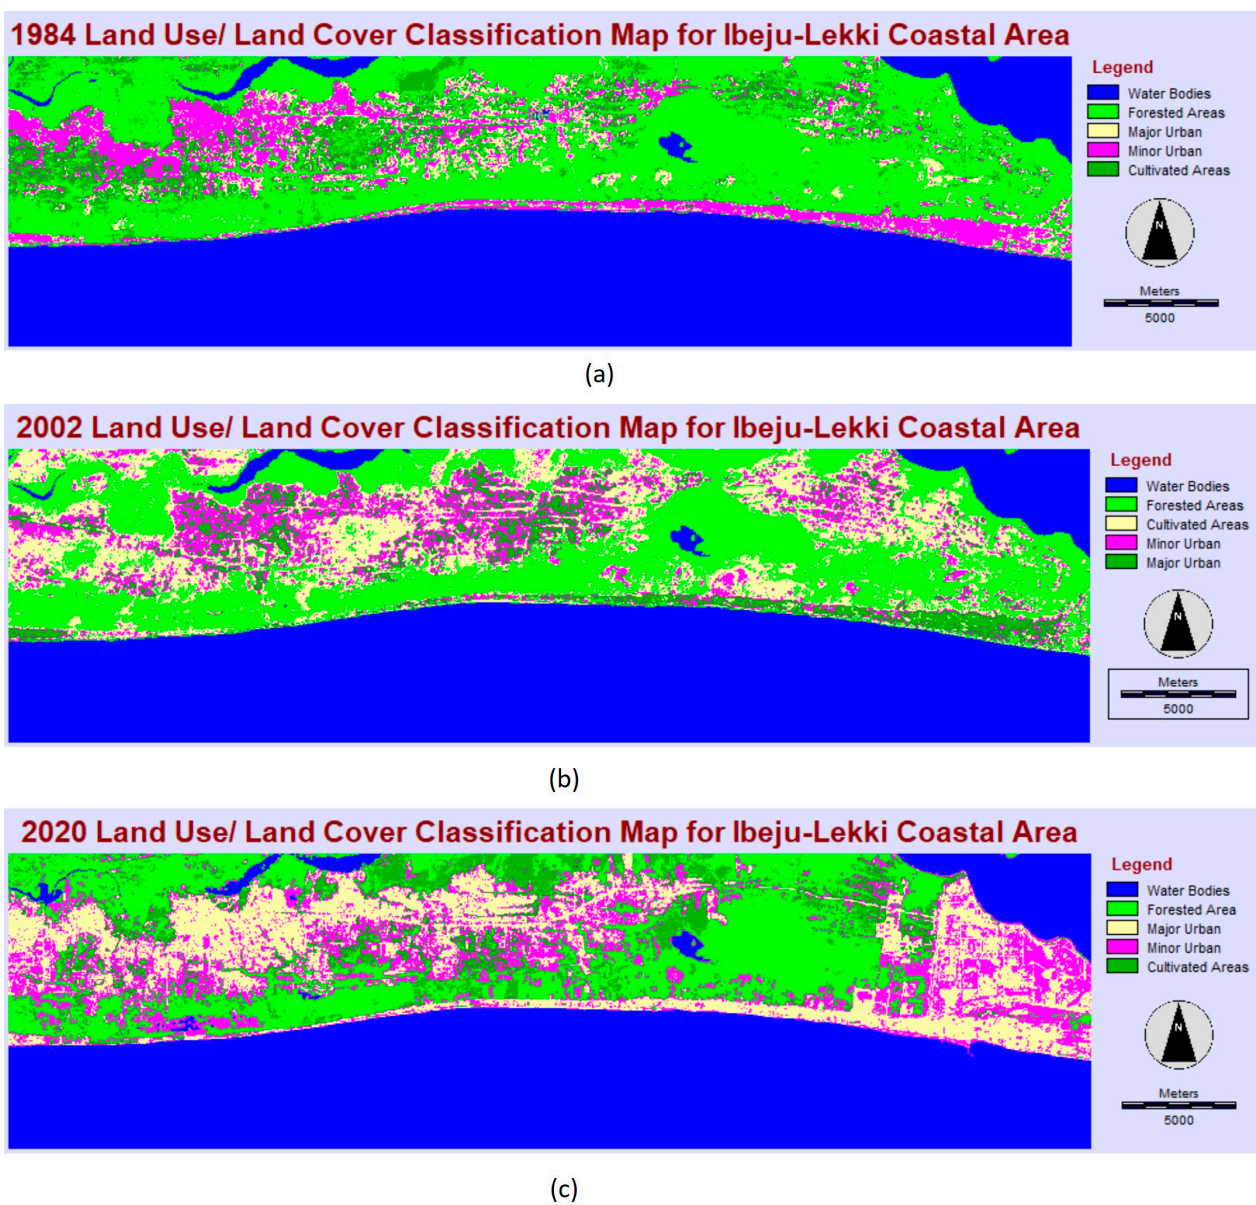 1984 Land Use/ Land Cover Classification Map for Ibeju-Lekki Coastal Area
Legend
Water Bodies
Forested Areas
Major Urban
Minor Urban
Cultivated Areas
N
Meters
5000
(a)
2002 Land Use/ Land Cover Classification Map for Ibeju-Lekki Coastal Area
Legend
Water Bodies
Forested Areas
Cultivated Areas
Minor Urban
Major Urban
N
Meters
5000
(b)
2020 Land Use/ Land Cover Classification Map for Ibeju-Lekki Coastal Area
Legend
Water Bodies
Forested Area
Major Urban
Minor Urban
Cultivated Areas
N
Meters
5000
(c)